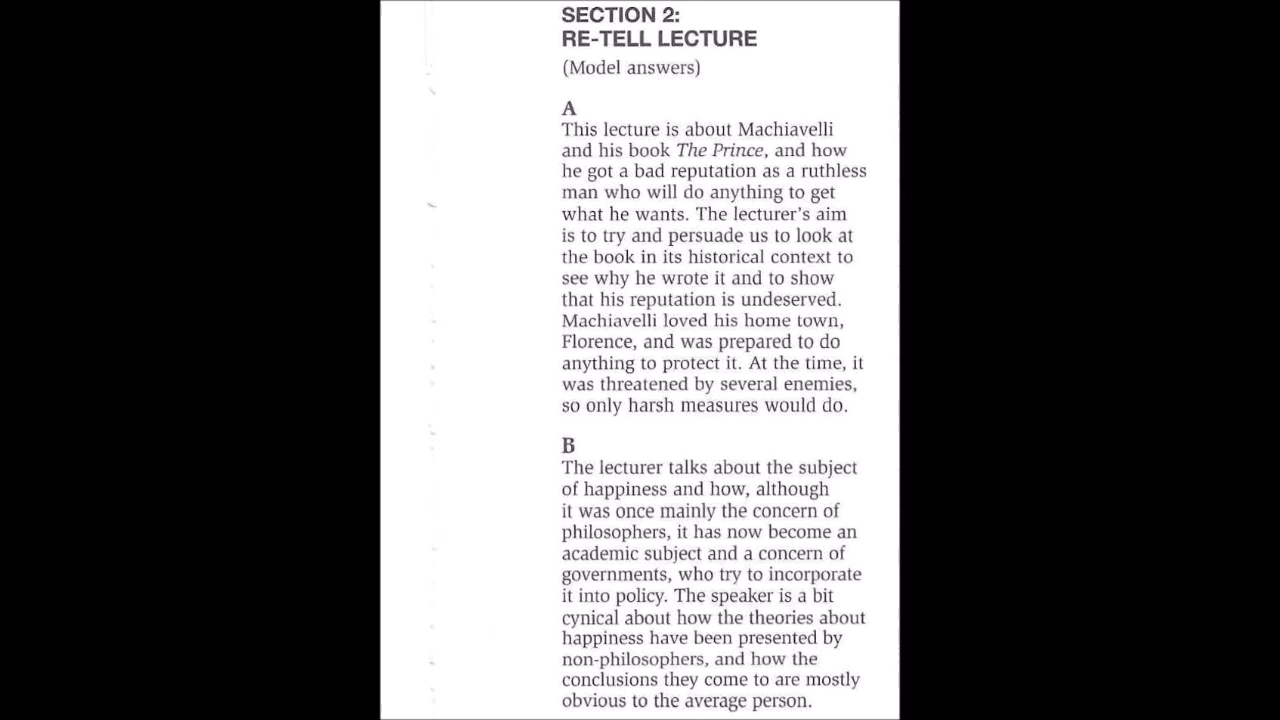 SECTION 2:
RE-TELL LECTURE
(Model answers)
A
This lecture is about Machiavelli
and his book The Prince, and how
he got a bad reputation as a ruthless
man who will do anything to get
what he wants. The lecturer's aim
is to try and persuade us to look at
the book in its historical context to
see why he wrote it and to show
that his reputation is undeserved.
Machiavelli loved his home town,
Florence, and was prepared to do
anything to protect it. At the time, it
was threatened by several enemies,
so only harsh measures would do.
B
The lecturer talks about the subject
of happiness and how, although
it was once mainly the concern of
philosophers, it has now become an
academic subject and a concern of
governments, who try to incorporate
it into policy. The speaker is a bit
cynical about how the theories about
happiness have been presented by
non-philosophers, and how the
conclusions they come to are mostly
obvious to the average person.